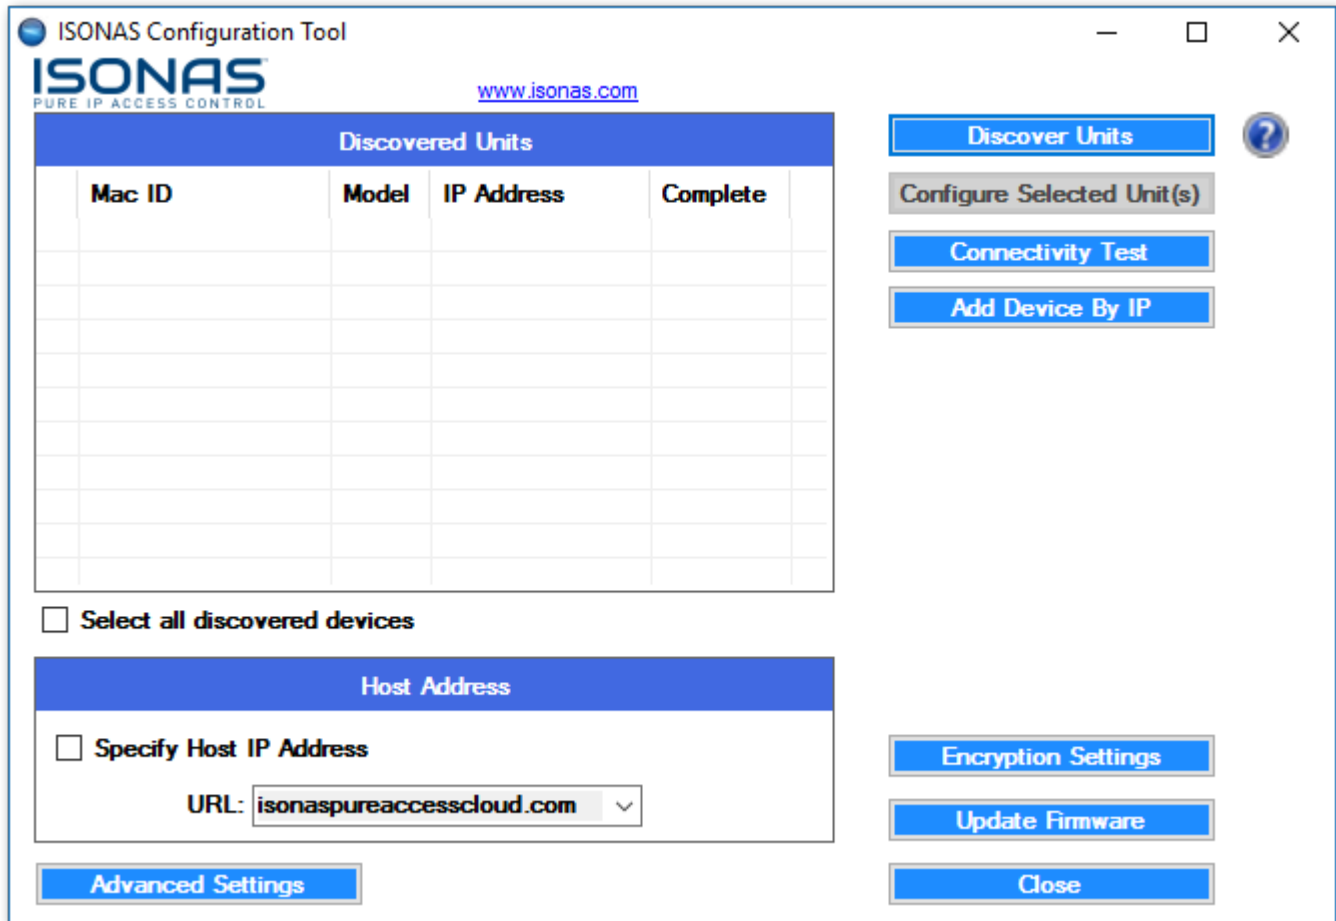 ISONAS Configuration Tool
ISONAS
PURE IP ACCESS CONTROL
www.isonas.com
Discovered Units
Mac ID Model IP Address Complete
Discover Units
?
Configure Selected Unit(s)
Connectivity Test
Add Device By IP
Select all discovered devices
Host Address
Specify Host IP Address
URL: isonaspureaccesscloud.com
Encryption Settings
Update Firmware
Advanced Settings
Close